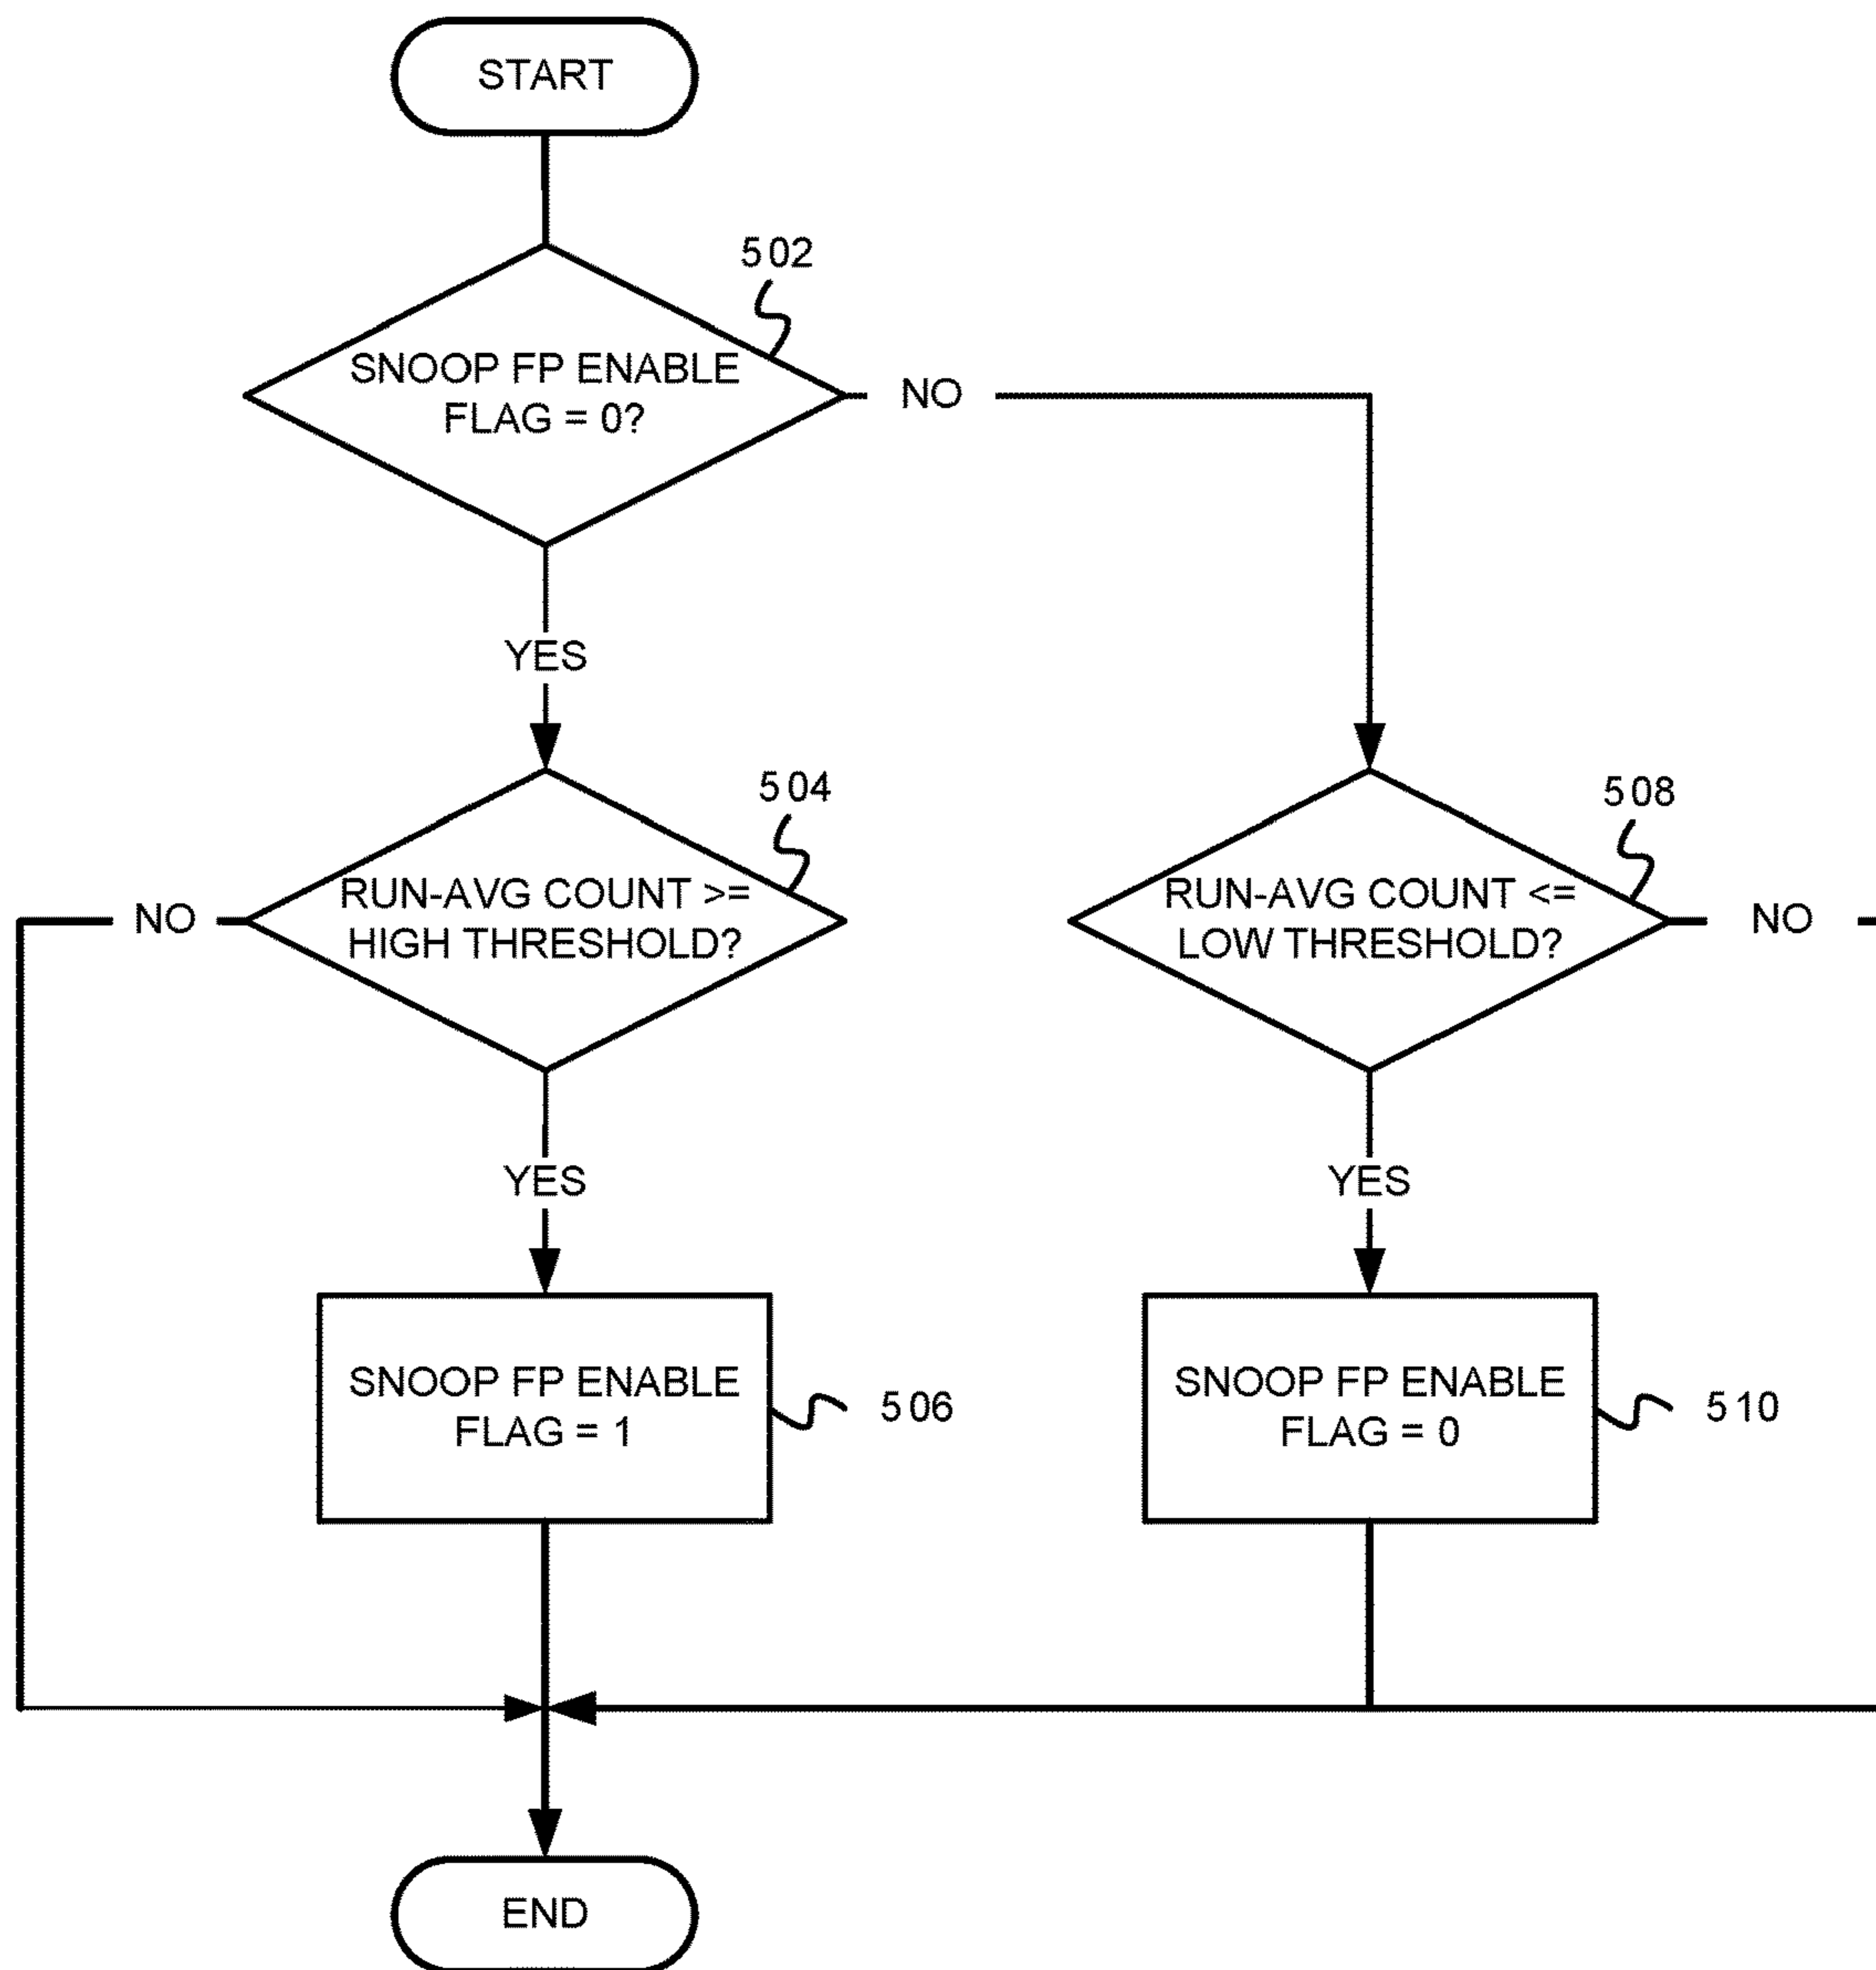 START
502
SNOOP FP ENABLE
FLAG = 0?
NO
YES
504
RUN-AVG COUNT >=
HIGH THRESHOLD?
NO
508
RUN-AVG COUNT <=
LOW THRESHOLD?
NO
YES
YES
SNOOP FP ENABLE
FLAG = 1
506
SNOOP FP ENABLE
FLAG = 0
510
END